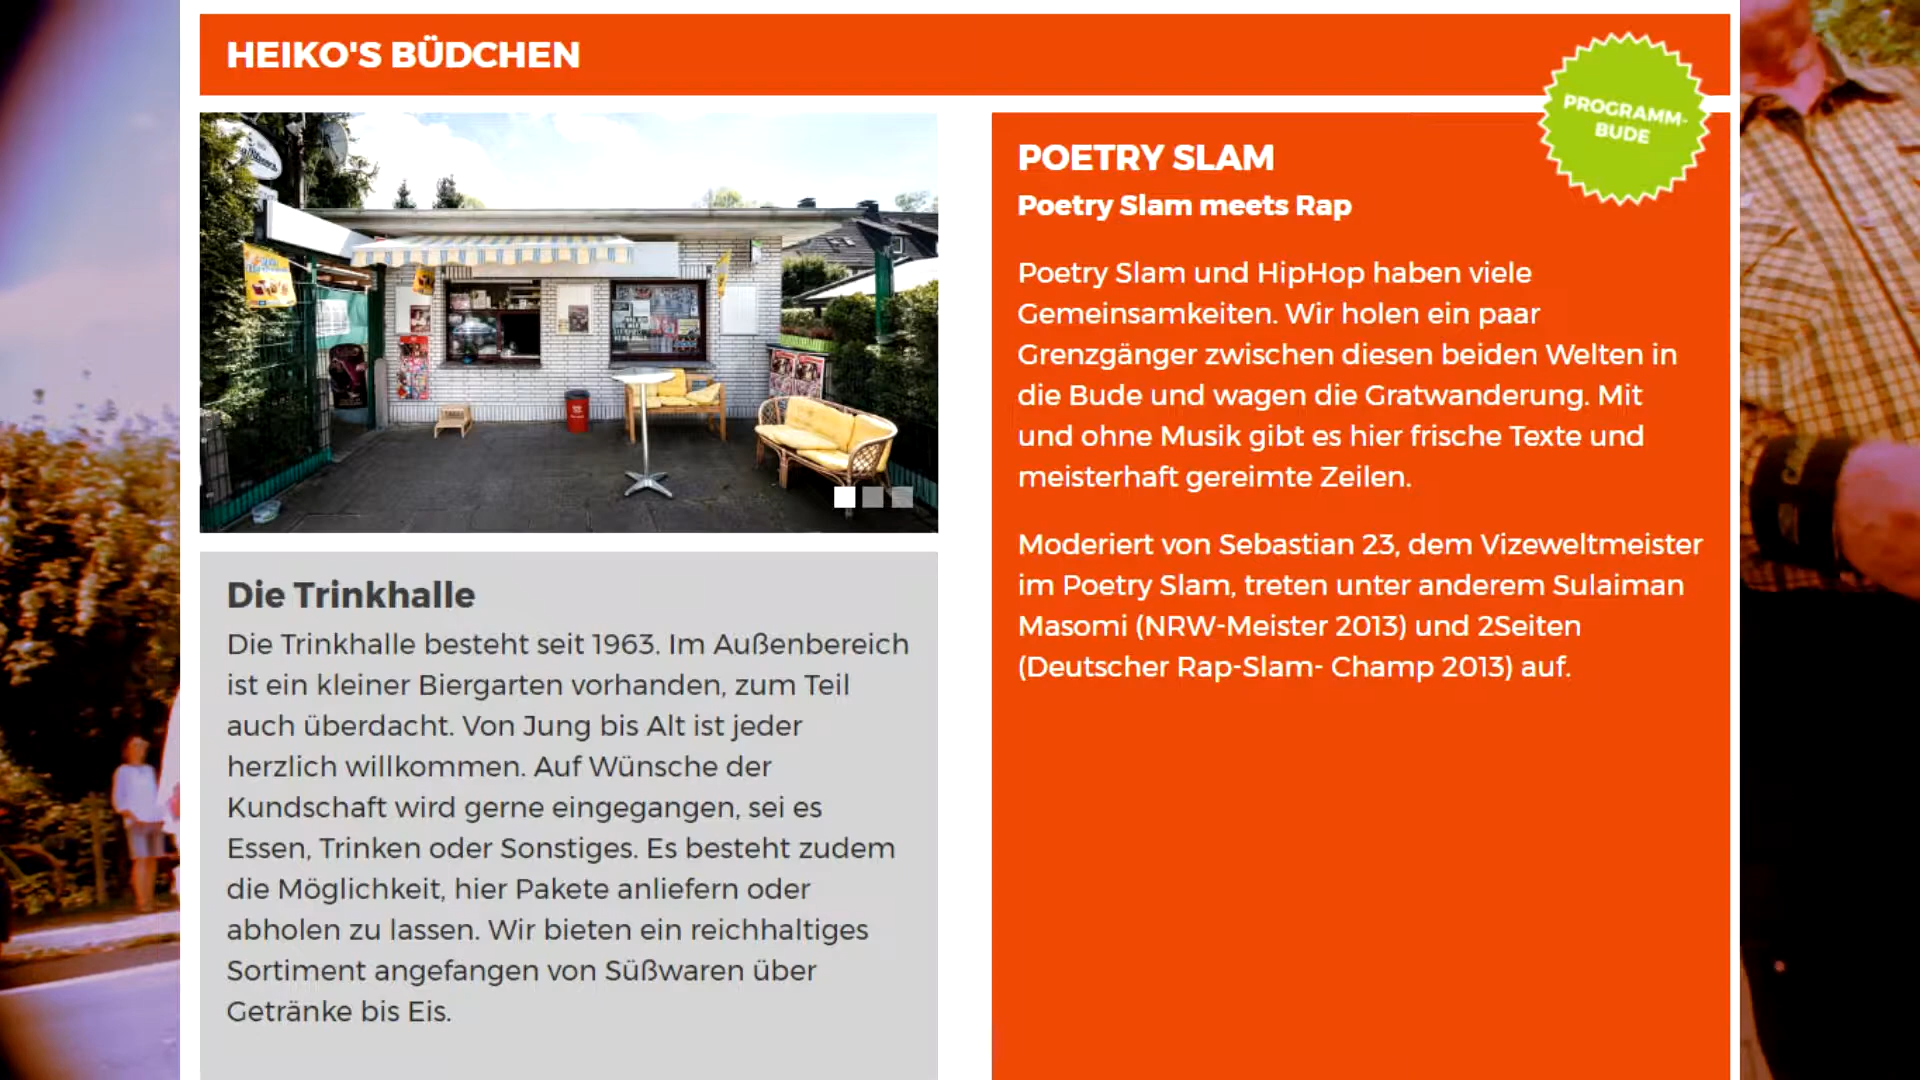 HEIKO'S BÜDCHEN
PROGRAMM-
BUDE
Die Trinkhalle
Die Trinkhalle besteht seit 1963. Im Außenbereich
ist ein kleiner Biergarten vorhanden, zum Teil
auch überdacht. Von Jung bis Alt ist jeder
herzlich willkommen. Auf Wünsche der
Kundschaft wird gerne eingegangen, sei es
Essen, Trinken oder Sonstiges. Es besteht zudem
die Möglichkeit, hier Pakete anliefern oder
abholen zu lassen. Wir bieten ein reichhaltiges
Sortiment angefangen von Süßwaren über
Getränke bis Eis.
POETRY SLAM
Poetry Slam meets Rap
Poetry Slam und HipHop haben viele
Gemeinsamkeiten. Wir holen ein paar
Grenzgänger zwischen diesen beiden Welten in
die Bude und wagen die Gratwanderung. Mit
und ohne Musik gibt es hier frische Texte und
meisterhaft gereimte Zeilen.
Moderiert von Sebastian 23, dem Vizeweltmeister
im Poetry Slam, treten unter anderem Sulaiman
Masomi (NRW-Meister 2013) und 2Seiten
(Deutscher Rap-Slam- Champ 2013) auf.